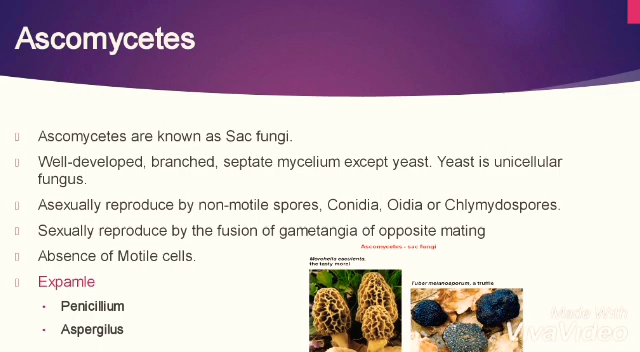 Ascomycetes
Ascomycetes are known as Sac fungi.
Well-developed, branched, septate mycelium except yeast. Yeast is unicellular
fungus.
Asexually reproduce by non-motile spores, Conidia, Oidia or Chlymydospores.
Sexually reproduce by the fusion of gametangia of opposite mating
Ascomycetes - sac fungi
Absence of Motile cells.
Morchella esculenta,
the tasty morel
Tuber melanosporum, a truffle
Expamle
Penicillium
Aspergilus
Made With
VivaVideo